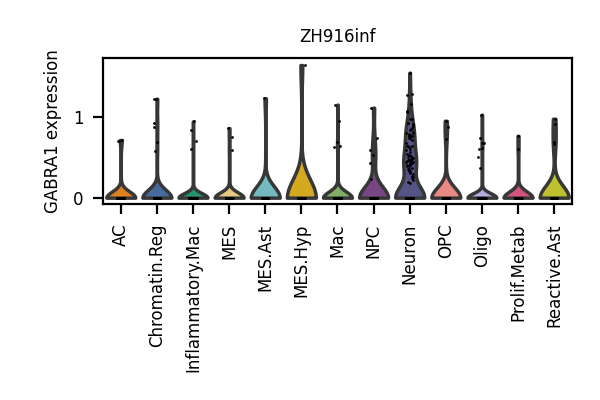 ZH916inf
GABRA1 expression
1
0
AC
Chromatin.Reg
Inflammatory.Mac
MES
MES.Ast
MES.Hyp
Mac
NPC
Neuron
OPC
Oligo
Prolif.Metab
Reactive.Ast